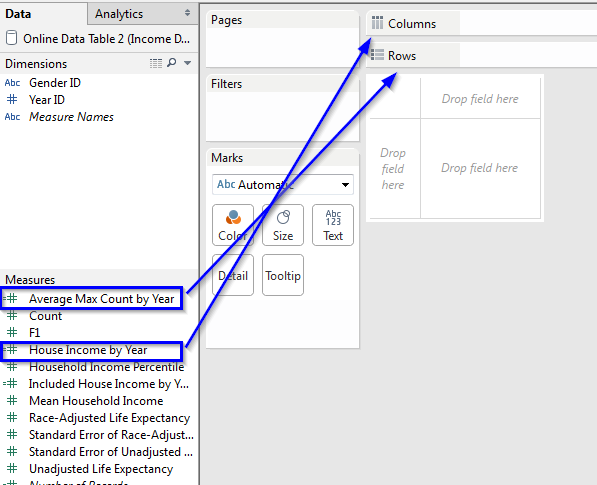 Data
Analytics
Online Data Table 2 (Income D...
Dimensions
Abc Gender ID
# Year ID
Abc Measure Names
Measures
=# Average Max Count by Year
# Count
# F1
=# House Income by Year
# Household Income Percentile
=# Included House Income by Y...
# Mean Household Income
# Race-Adjusted Life Expectancy
# Standard Error of Race-Adjust...
# Standard Error of Unadjusted ...
# Unadjusted Life Expectancy
=# Number of Records
Pages
Filters
Marks
Abc Automatic
Color
Size
Abc
123
Text
Detail
Tooltip
Columns
Rows
Drop field here
Drop
field
here
Drop field here